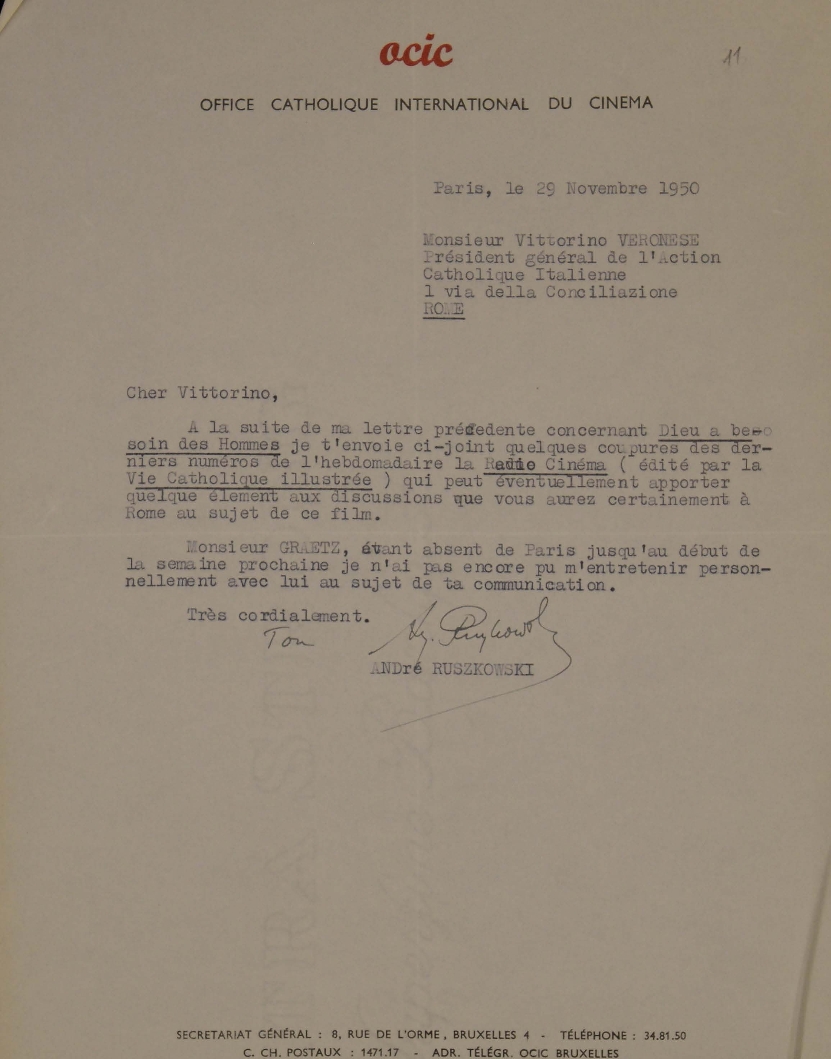 ocic
11
OFFICE CATHOLIQUE INTERNATIONAL DU CINEMA
Paris, le 29 Novembre 1950
Monsieur Vittorino VERONESE
Président général de l'Action
Catholique Italienne
1 via della Conciliazione
ROME
Cher Vittorino,
A la suite de ma lettre précedente concernant Dieu a be-
soin des Hommes je t'envoie ci-joint quelques coupures des der-
niers numéros de l'hebdomadaire la Radio Cinéma ( édité par la
Vie Catholique illustrée ) qui peut éventuellement apporter
quelque élement aux discussions que vous aurez certainement à
Rome au sujet de ce film.
Monsieur GRAETZ, étant absent de Paris jusqu'au début de
la semaine prochaine je n'ai pas encore pu m'entretenir person-
nellement avec lui au sujet de ta communication.
Très cordialement.
Ton
ANDré RUSZKOWSKI
SECRETARIAT GÉNÉRAL : 8, RUE DE L'ORME, BRUXELLES 4 - TÉLÉPHONE : 34.81.50
C. CH. POSTAUX : 1471.17 - ADR. TÉLÉGR. OCIC BRUXELLES